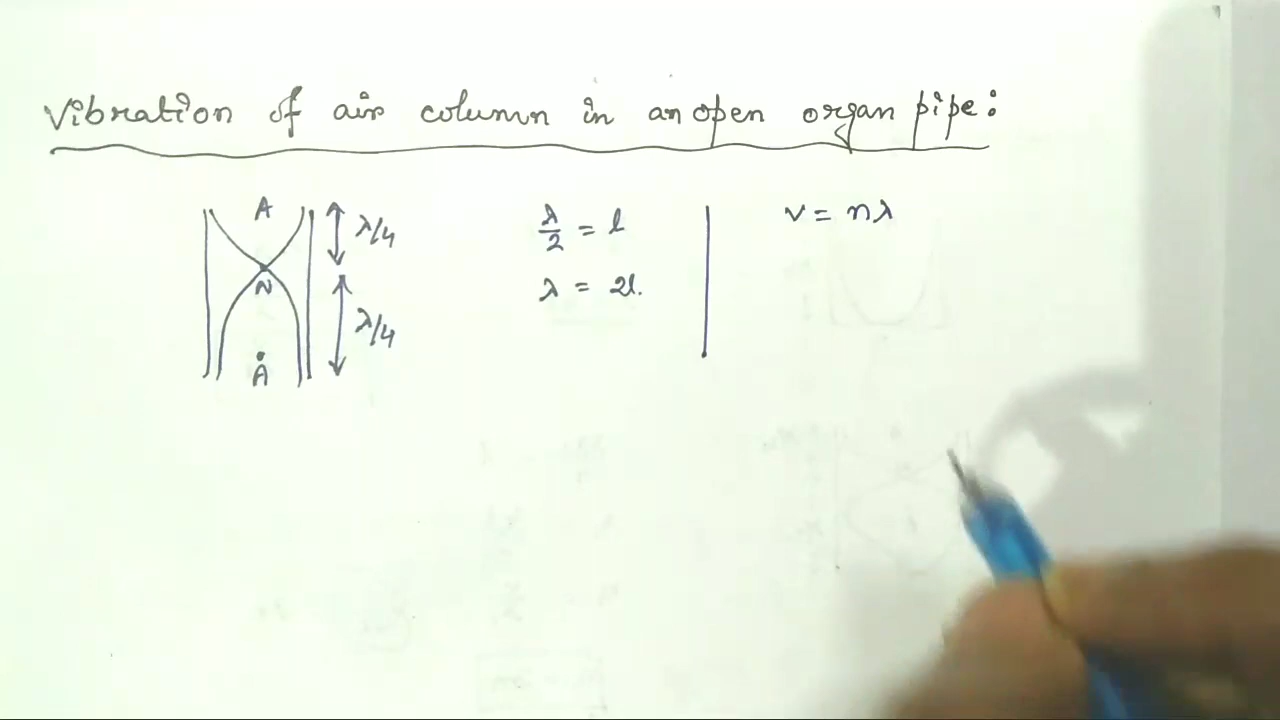 Vibration of air column in an open organ pipe:
A
λ/4
N
λ/4
A
λ/2 = l
λ = 2l.
v = nλ